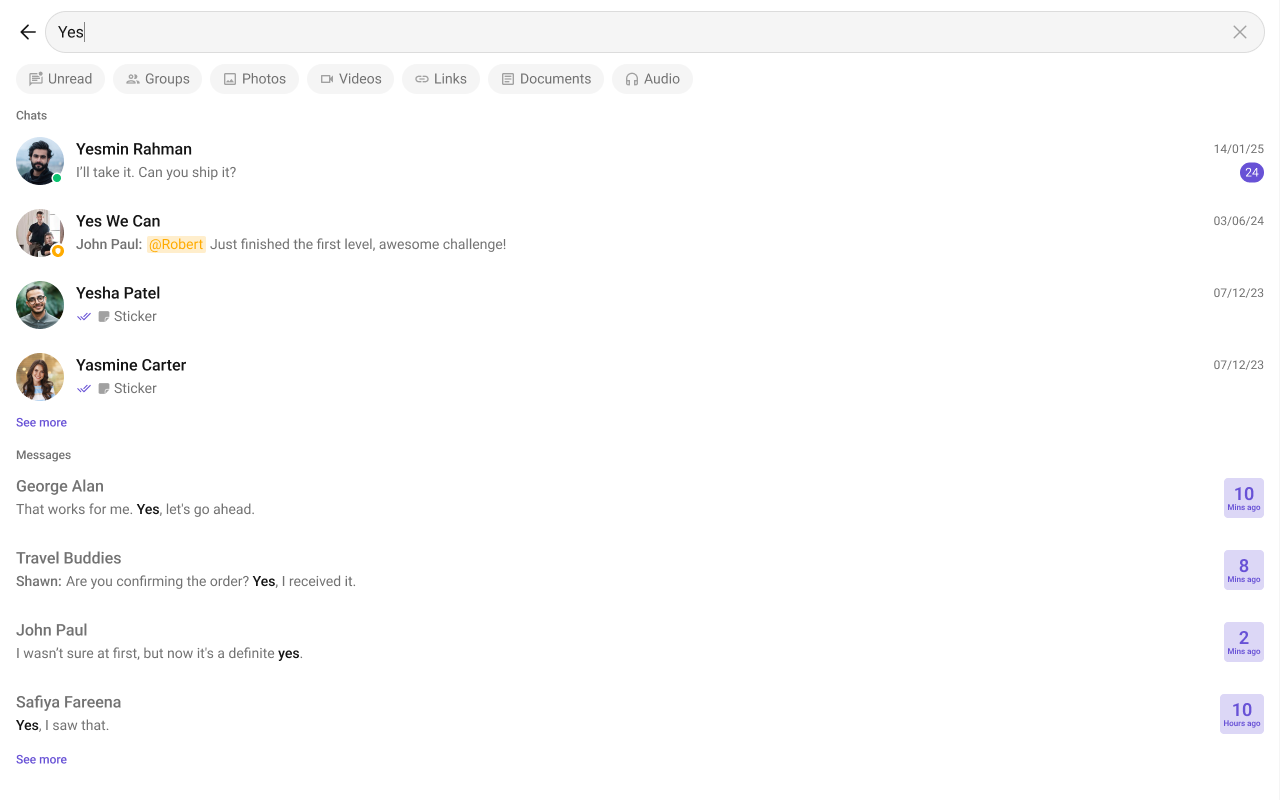 Yes
Unread Groups Photos Videos Links Documents Audio
Chats
Yesmin Rahman 14/01/25
I'll take it. Can you ship it? 24
Yes We Can 03/06/24
John Paul: @Robert Just finished the first level, awesome challenge!
Yesha Patel 07/12/23
Sticker
Yasmine Carter 07/12/23
Sticker
See more
Messages
George Alan
That works for me. Yes, let's go ahead.
10
Mins ago
Travel Buddies
Shawn: Are you confirming the order? Yes, I received it.
8
Mins ago
John Paul
I wasn't sure at first, but now it's a definite yes.
2
Mins ago
Safiya Fareena
Yes, I saw that.
10
Hours ago
See more